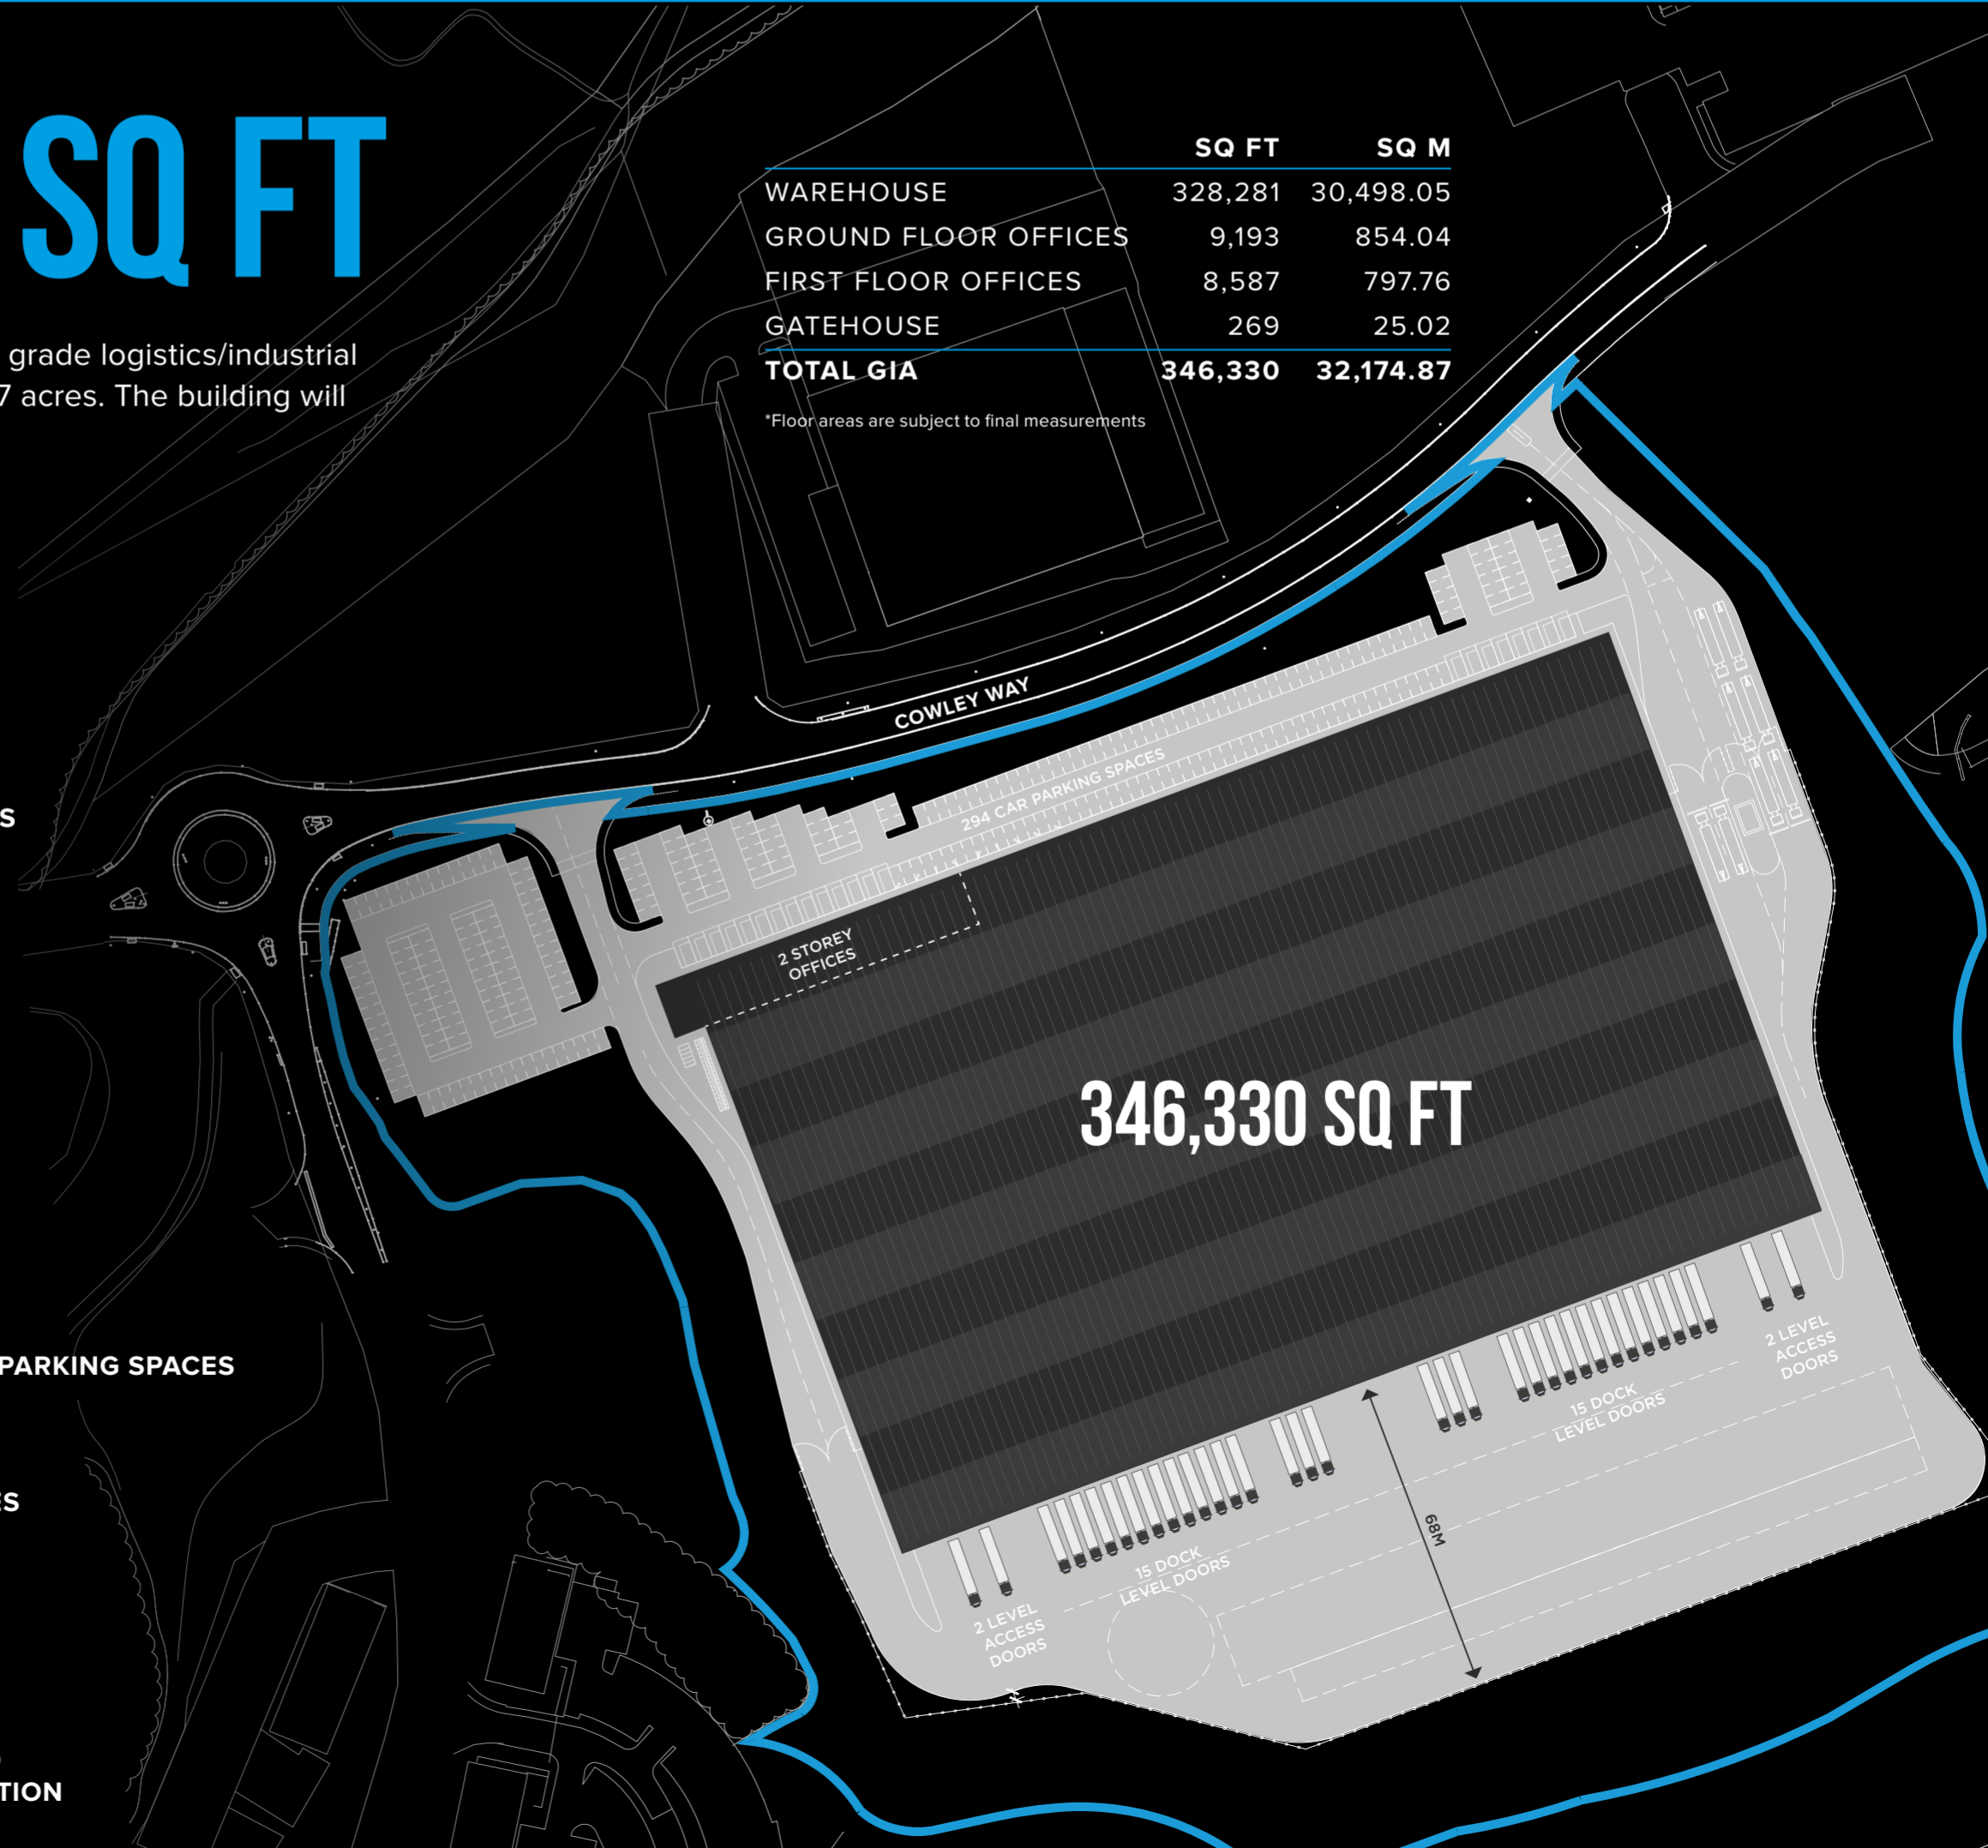 SQ FT
grade logistics/industrial
7 acres. The building will
SQ FT SQ M
WAREHOUSE 328,281 30,498.05
GROUND FLOOR OFFICES 9,193 854.04
FIRST FLOOR OFFICES 8,587 797.76
GATEHOUSE 269 25.02
TOTAL GIA 346,330 32,174.87
*Floor areas are subject to final measurements
COWLEY WAY
294 CAR PARKING SPACES
S
2 STOREY
OFFICES
346,330 SQ FT
PARKING SPACES
2 LEVEL
ACCESS
DOORS
15 DOCK
LEVEL DOORS
68M
ES
15 DOCK
LEVEL DOORS
2 LEVEL
ACCESS
DOORS
TION